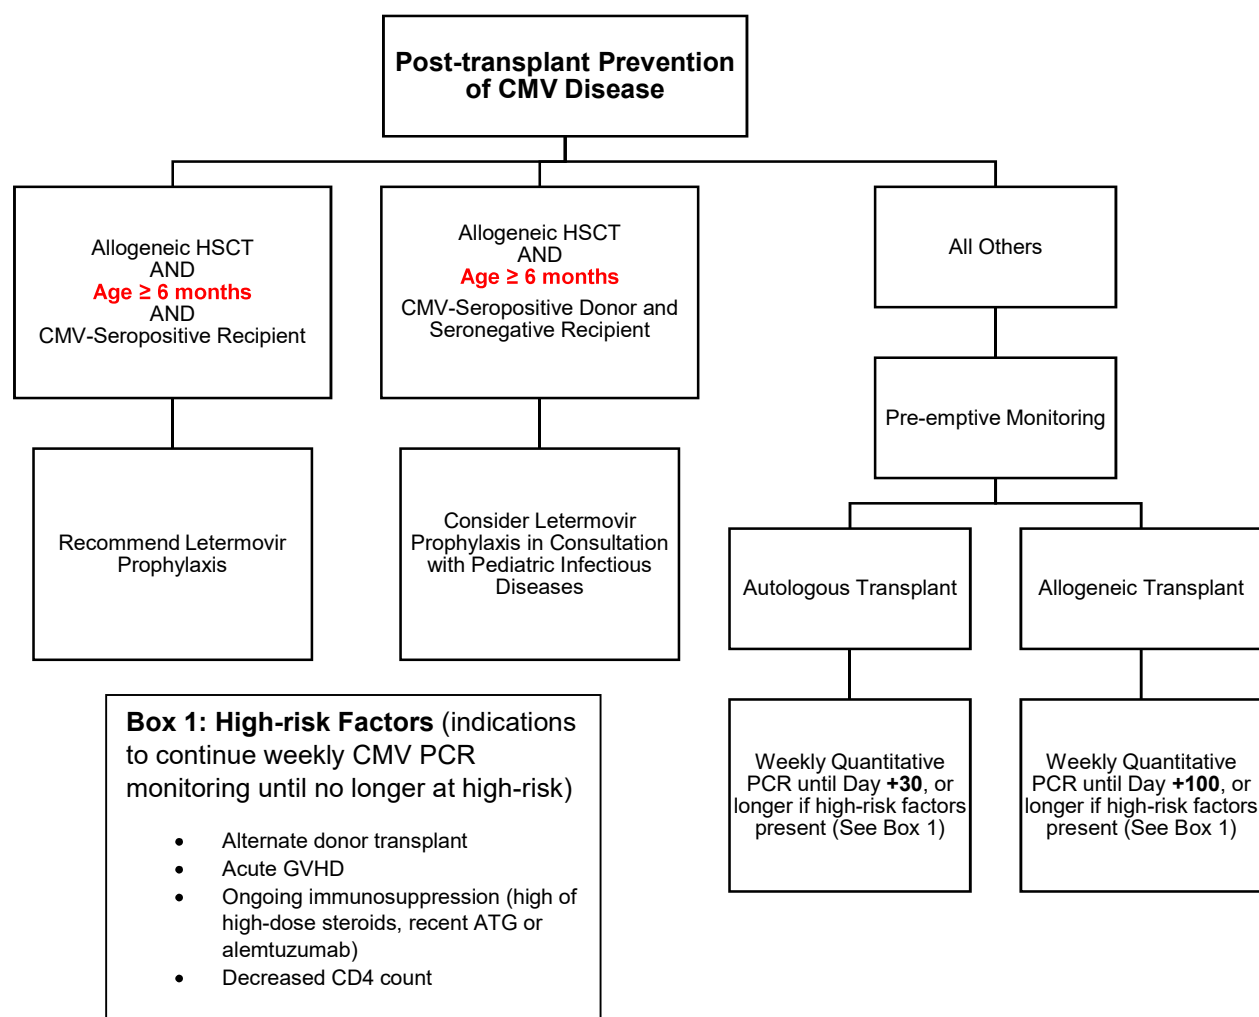 Post-transplant Prevention
of CMV Disease
Allogeneic HSCT
AND
Age ≥ 6 months
AND
CMV-Seropositive Recipient
Allogeneic HSCT
AND
Age ≥ 6 months
CMV-Seropositive Donor and
Seronegative Recipient
All Others
Pre-emptive Monitoring
Recommend Letermovir
Prophylaxis
Consider Letermovir
Prophylaxis in Consultation
with Pediatric Infectious
Diseases
Autologous Transplant
Allogeneic Transplant
Weekly Quantitative
PCR until Day +30, or
longer if high-risk factors
present (See Box 1)
Weekly Quantitative
PCR until Day +100, or
longer if high-risk factors
present (See Box 1)
Box 1: High-risk Factors (indications
to continue weekly CMV PCR
monitoring until no longer at high-risk)
• Alternate donor transplant
• Acute GVHD
• Ongoing immunosuppression (high of
high-dose steroids, recent ATG or
alemtuzumab)
• Decreased CD4 count